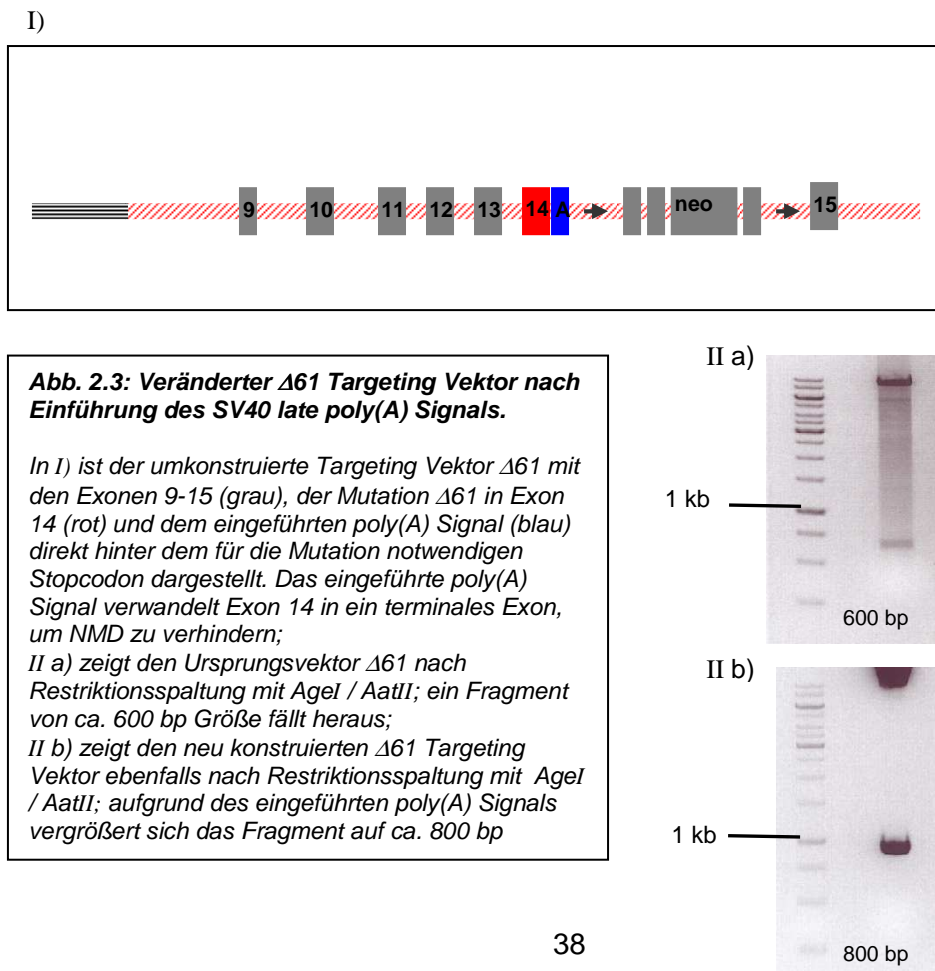 I)
9 10 11 12 13 14 A neo 15
Abb. 2.3: Veränderter Δ61 Targeting Vektor nach
Einführung des SV40 late poly(A) Signals.
In I) ist der umkonstruierte Targeting Vektor Δ61 mit
den Exonen 9-15 (grau), der Mutation Δ61 in Exon
14 (rot) und dem eingeführten poly(A) Signal (blau)
direkt hinter dem für die Mutation notwendigen
Stopcodon dargestellt. Das eingeführte poly(A)
Signal verwandelt Exon 14 in ein terminales Exon,
um NMD zu verhindern;
II a) zeigt den Ursprungsvektor Δ61 nach
Restriktionsspaltung mit AgeI / AatII; ein Fragment
von ca. 600 bp Größe fällt heraus;
II b) zeigt den neu konstruierten Δ61 Targeting
Vektor ebenfalls nach Restriktionsspaltung mit AgeI
/ AatII; aufgrund des eingeführten poly(A) Signals
vergrößert sich das Fragment auf ca. 800 bp
II a)
1 kb
600 bp
II b)
1 kb
800 bp
38